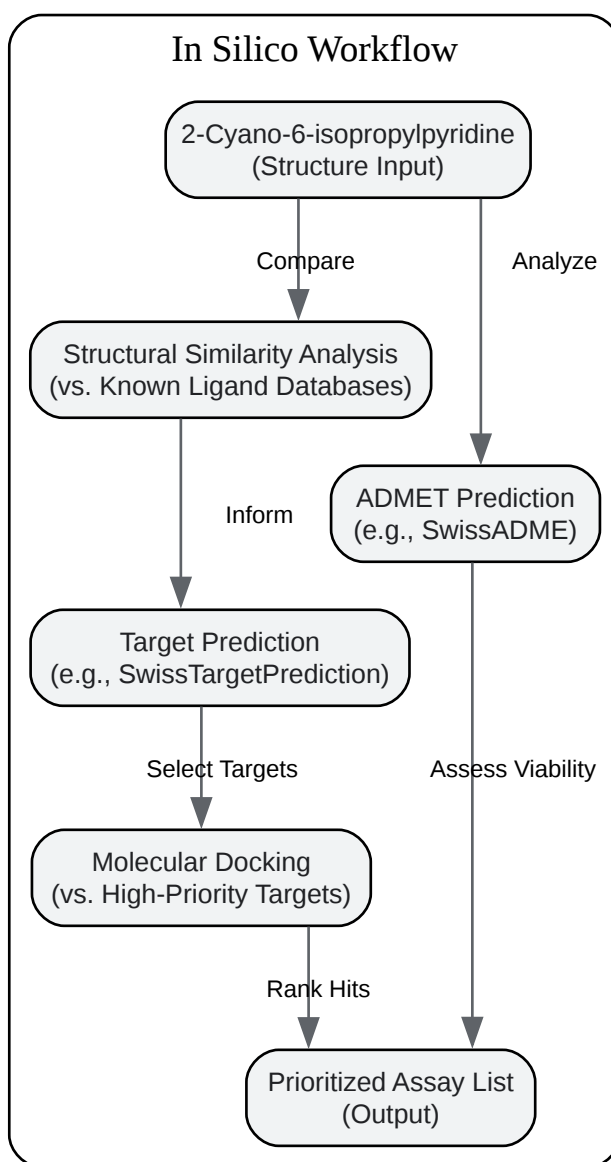 In Silico Workflow
2-Cyano-6-isopropylpyridine
(Structure Input)
Compare
Analyze
Structural Similarity Analysis
(vs. Known Ligand Databases)
ADMET Prediction
(e.g., SwissADME)
Inform
Target Prediction
(e.g., SwissTargetPrediction)
Select Targets
Assess Viability
Molecular Docking
(vs. High-Priority Targets)
Rank Hits
Prioritized Assay List
(Output)